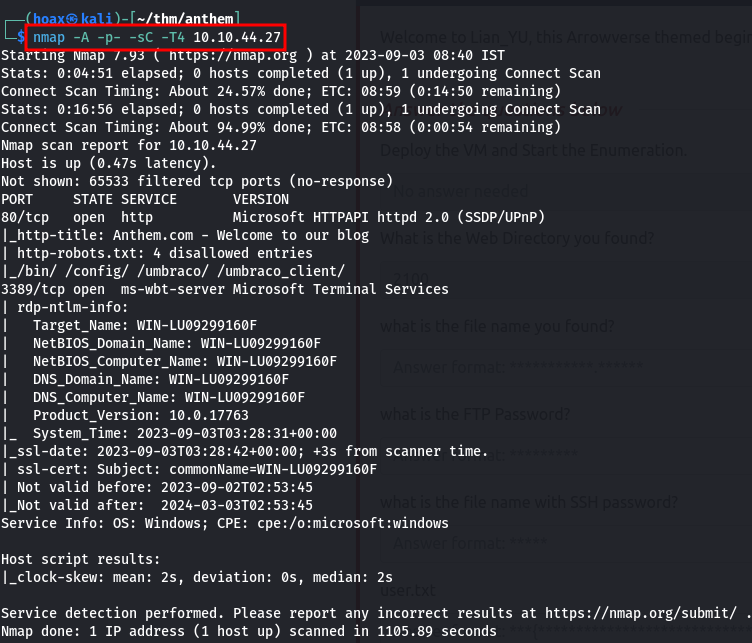 ┌──(hoax㉿kali)-[~/thm/anthem]
└─$ nmap -A -p- -sC -T4 10.10.44.27
Starting Nmap 7.93 ( https://nmap.org ) at 2023-09-03 08:40 IST
Stats: 0:04:51 elapsed; 0 hosts completed (1 up), 1 undergoing Connect Scan
Connect Scan Timing: About 24.57% done; ETC: 08:59 (0:14:50 remaining)
Stats: 0:16:56 elapsed; 0 hosts completed (1 up), 1 undergoing Connect Scan
Connect Scan Timing: About 94.99% done; ETC: 08:58 (0:00:54 remaining)
Nmap scan report for 10.10.44.27
Host is up (0.47s latency).
Not shown: 65533 filtered tcp ports (no-response)
PORT     STATE SERVICE       VERSION
80/tcp   open  http          Microsoft HTTPAPI httpd 2.0 (SSDP/UPnP)
|_http-title: Anthem.com - Welcome to our blog
| http-robots.txt: 4 disallowed entries
|_/bin/ /config/ /umbraco/ /umbraco_client/
3389/tcp open  ms-wbt-server Microsoft Terminal Services
| rdp-ntlm-info:
|   Target_Name: WIN-LU09299160F
|   NetBIOS_Domain_Name: WIN-LU09299160F
|   NetBIOS_Computer_Name: WIN-LU09299160F
|   DNS_Domain_Name: WIN-LU09299160F
|   DNS_Computer_Name: WIN-LU09299160F
|   Product_Version: 10.0.17763
|_  System_Time: 2023-09-03T03:28:31+00:00
|_ssl-date: 2023-09-03T03:28:42+00:00; +3s from scanner time.
| ssl-cert: Subject: commonName=WIN-LU09299160F
| Not valid before: 2023-09-02T02:53:45
|_Not valid after:  2024-03-03T02:53:45
Service Info: OS: Windows; CPE: cpe:/o:microsoft:windows
Host script results:
|_clock-skew: mean: 2s, deviation: 0s, median: 2s
Service detection performed. Please report any incorrect results at https://nmap.org/submit/ .
Nmap done: 1 IP address (1 host up) scanned in 1105.89 seconds
Welcome to Lian_YU, this Arrowverse themed begin
below
Deploy the VM and Start the Enumeration.
No answer needed
What is the Web Directory you found?
2100
what is the file name you found?
Answer format: ***********.******
what is the FTP Password?
what is the file name with SSH password?
Answer format: *****
user.txt